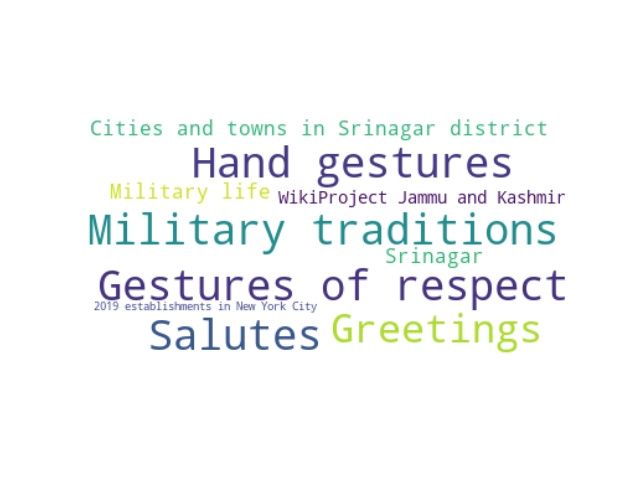 Cities and towns in Srinagar district
Hand gestures
Military life
WikiProject Jammu and Kashmir
Military traditions
Srinagar
Gestures of respect
2019 establishments in New York City
Salutes
Greetings